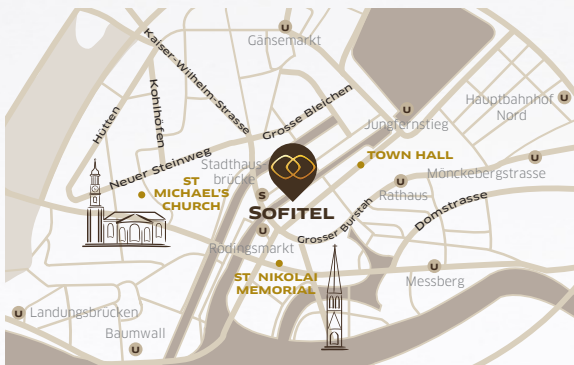 U
Gänsemarkt
Kaiser-Wilhelm-Strasse
Kohlhöfen
Hütten
Grosse Bleichen
U
Jungfernstieg
U
Hauptbahnhof
Nord
Neuer Steinweg
Stadthaus
brücke
S
SOFITEL
TOWN HALL
U
Mönckebergstrasse
U
Rathaus
ST
MICHAEL'S
CHURCH
Domstrasse
Grosser Burstah
U
Rödingsmarkt
ST NIKOLAI
MEMORIAL
U
Messberg
U
Landungsbrücken
Baumwall
U